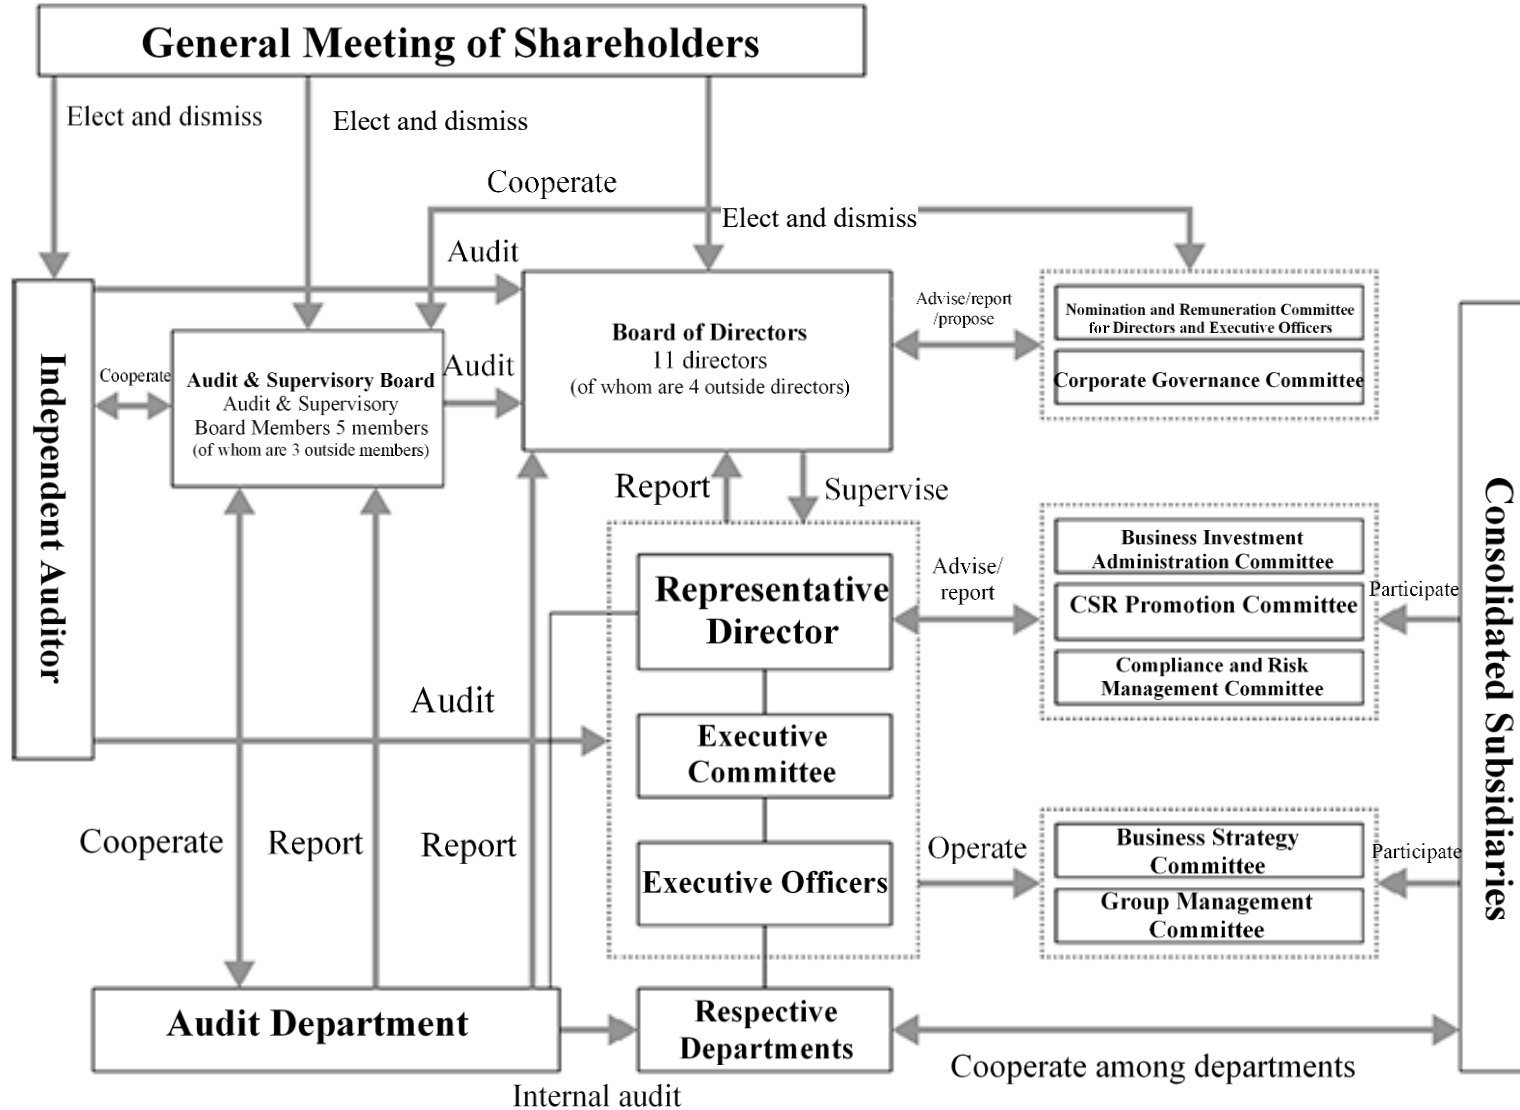 General Meeting of Shareholders
Elect and dismiss
Elect and dismiss
Cooperate
Elect and dismiss
Audit
Independent Auditor
Cooperate
Audit & Supervisory Board
Audit & Supervisory
Board Members 5 members
(of whom are 3 outside members)
Audit
Board of Directors
11 directors
(of whom are 4 outside directors)
Advise/report
/propose
Nomination and Remuneration Committee
for Directors and Executive Officers
Corporate Governance Committee
Consolidated Subsidiaries
Report
Supervise
Representative
Director
Advise/
report
Business Investment
Administration Committee
CSR Promotion Committee
Compliance and Risk
Management Committee
Participate
Audit
Executive
Committee
Cooperate
Report
Report
Executive Officers
Operate
Business Strategy
Committee
Group Management
Committee
Participate
Audit Department
Internal audit
Respective
Departments
Cooperate among departments